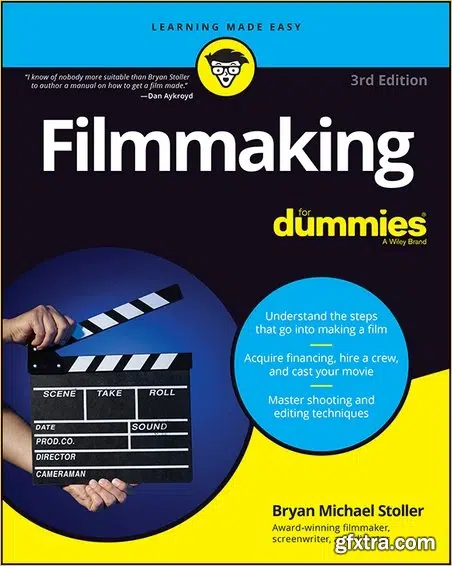 LEARNING MADE EASY
"I know of nobody more suitable than Bryan Stoller
to author a manual on how to get a film made."
—Dan Aykroyd
3rd Edition
Filmmaking
for
dummies®
A Wiley Brand
Understand the steps
that go into making a film
Acquire financing, hire a crew,
and cast your movie
Master shooting and
editing techniques
SCENE TAKE ROLL
DATE SOUND
PROD.CO.
DIRECTOR
CAMERAMAN
Bryan Michael Stoller
Award-winning filmmaker,
screenwriter,
gfxtra.com